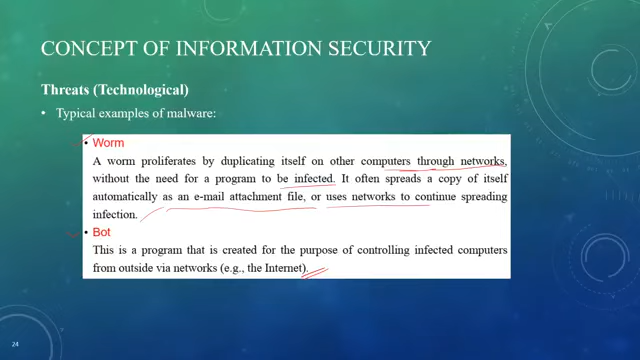 CONCEPT OF INFORMATION SECURITY
Threats (Technological)
• Typical examples of malware:
• Worm
A worm proliferates by duplicating itself on other computers through networks,
without the need for a program to be infected. It often spreads a copy of itself
automatically as an e-mail attachment file, or uses networks to continue spreading
infection.
• Bot
This is a program that is created for the purpose of controlling infected computers
from outside via networks (e.g., the Internet).
24